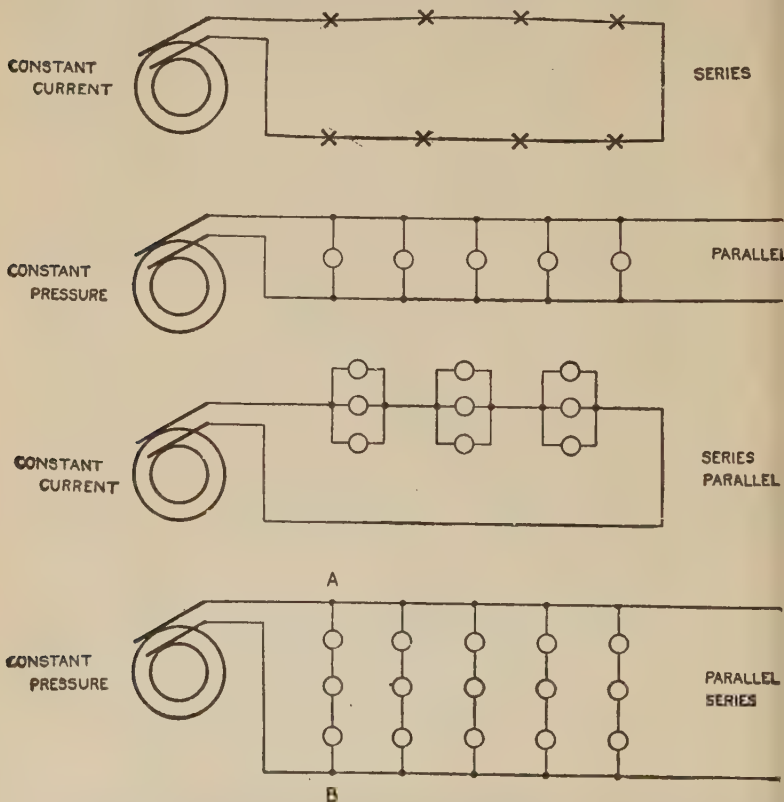 CONSTANT
CURRENT
SERIES
CONSTANT
PRESSURE
PARALLEL
CONSTANT
CURRENT
SERIES
PARALLEL
A
CONSTANT
PRESSURE
PARALLEL
SERIES
B